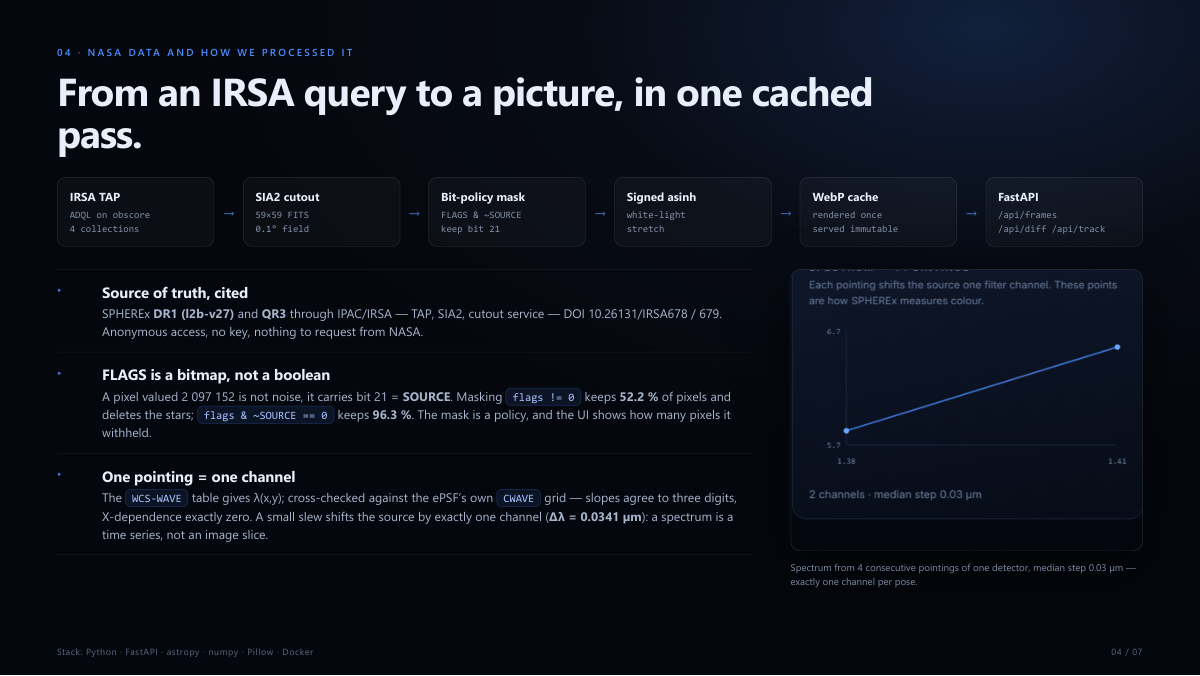 04 · NASA DATA AND HOW WE PROCESSED IT
From an IRSA query to a picture, in one cached
pass.
IRSA TAP
ADQL on obscore
4 collections
→
SIA2 cutout
59×59 FITS
0.1° field
→
Bit-policy mask
FLAGS & ~SOURCE
keep bit 21
→
Signed asinh
white-light
stretch
→
WebP cache
rendered once
served immutable
→
FastAPI
/api/frames
/api/diff /api/track
Source of truth, cited
SPHEREx DR1 (l2b-v27) and QR3 through IPAC/IRSA — TAP, SIA2, cutout service — DOI 10.26131/IRSA678 / 679.
Anonymous access, no key, nothing to request from NASA.
FLAGS is a bitmap, not a boolean
A pixel valued 2 097 152 is not noise, it carries bit 21 = SOURCE. Masking flags != 0 keeps 52.2 % of pixels and
deletes the stars; flags & ~SOURCE == 0 keeps 96.3 %. The mask is a policy, and the UI shows how many pixels it
withheld.
One pointing = one channel
The WCS-WAVE table gives λ(x,y); cross-checked against the ePSF's own CWAVE grid — slopes agree to three digits,
X-dependence exactly zero. A small slew shifts the source by exactly one channel (Δλ = 0.0341 µm): a spectrum is a
time series, not an image slice.
Each pointing shifts the source one filter channel. These points
are how SPHEREx measures colour.
6.7
5.7
1.38
1.41
2 channels · median step 0.03 µm
Spectrum from 4 consecutive pointings of one detector, median step 0.03 µm —
exactly one channel per pose.
Stack: Python · FastAPI · astropy · numpy · Pillow · Docker
04 / 07